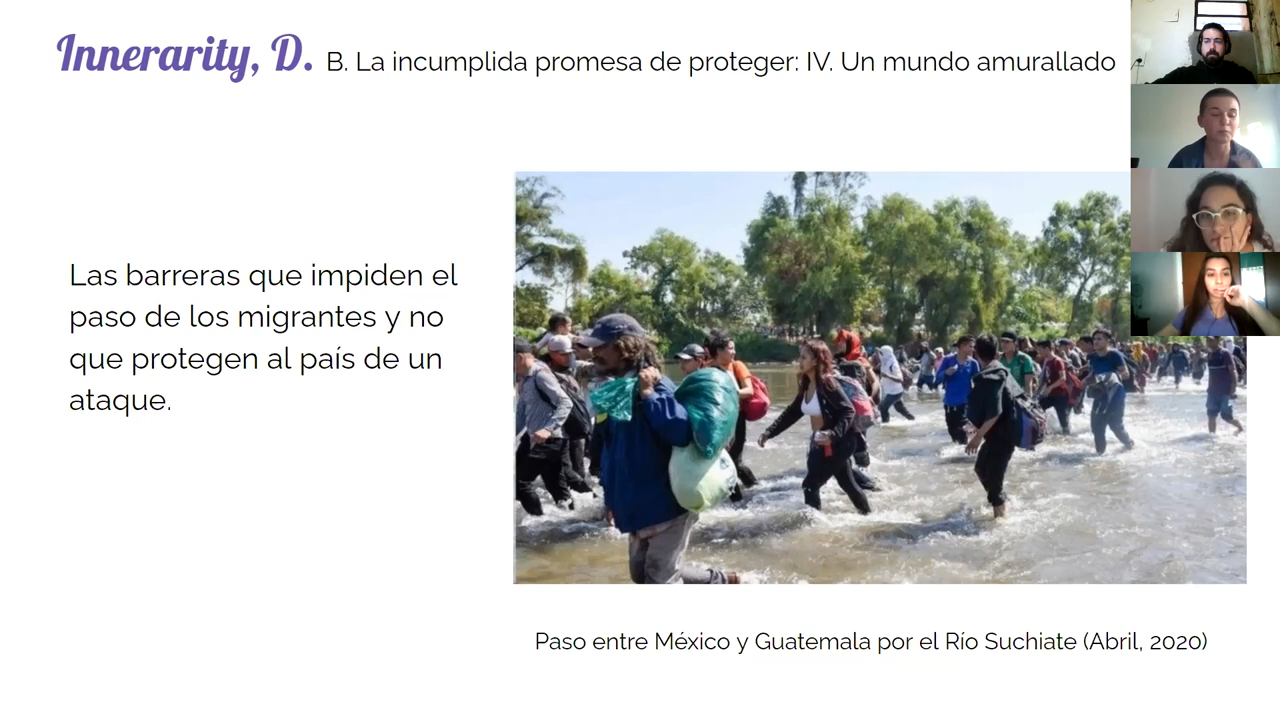 Innerarity, D. B. La incumplida promesa de proteger: IV. Un mundo amurallado
Las barreras que impiden el
paso de los migrantes y no
que protegen al país de un
ataque.
Paso entre México y Guatemala por el Río Suchiate (Abril, 2020)